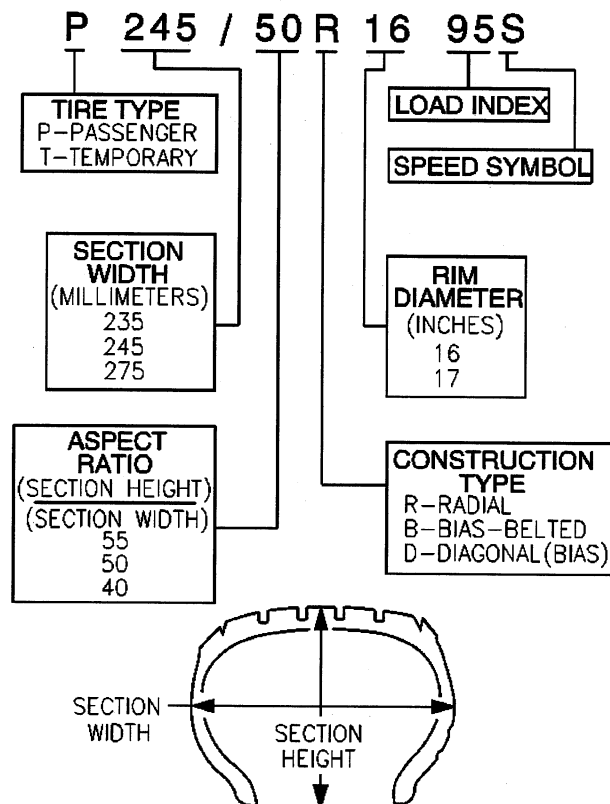 P 245 / 50 R 16 95 S
TIRE TYPE
P-PASSENGER
T-TEMPORARY
LOAD INDEX
SPEED SYMBOL
SECTION
WIDTH
(MILLIMETERS)
235
245
275
RIM
DIAMETER
(INCHES)
16
17
ASPECT
RATIO
(SECTION HEIGHT)
(SECTION WIDTH)
55
50
40
CONSTRUCTION
TYPE
R-RADIAL
B-BIAS-BELTED
D-DIAGONAL(BIAS)
SECTION
WIDTH
SECTION
HEIGHT